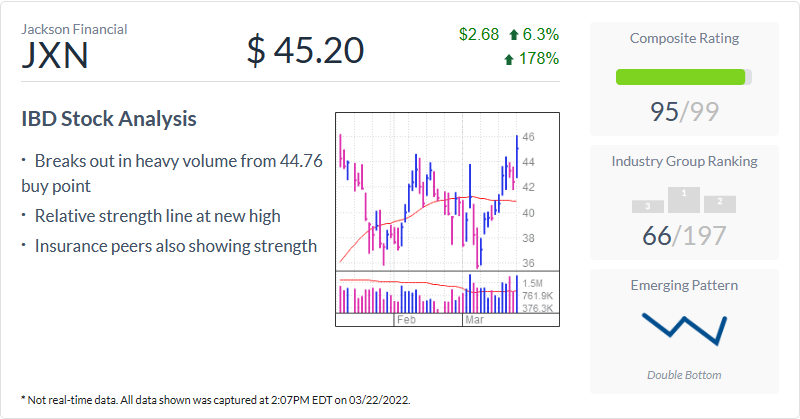 Jackson Financial
JXN
$ 45.20
$2.68 6.3%
178%
IBD Stock Analysis
· Breaks out in heavy volume from 44.76
buy point
· Relative strength line at new high
· Insurance peers also showing strength
46
44
42
40
38
36
1.5M
761.9K
376.3K
Feb
Mar
Composite Rating
95/99
Industry Group Ranking
3
1
2
66/197
Emerging Pattern
Double Bottom
* Not real-time data. All data shown was captured at 2:07PM EDT on 03/22/2022.